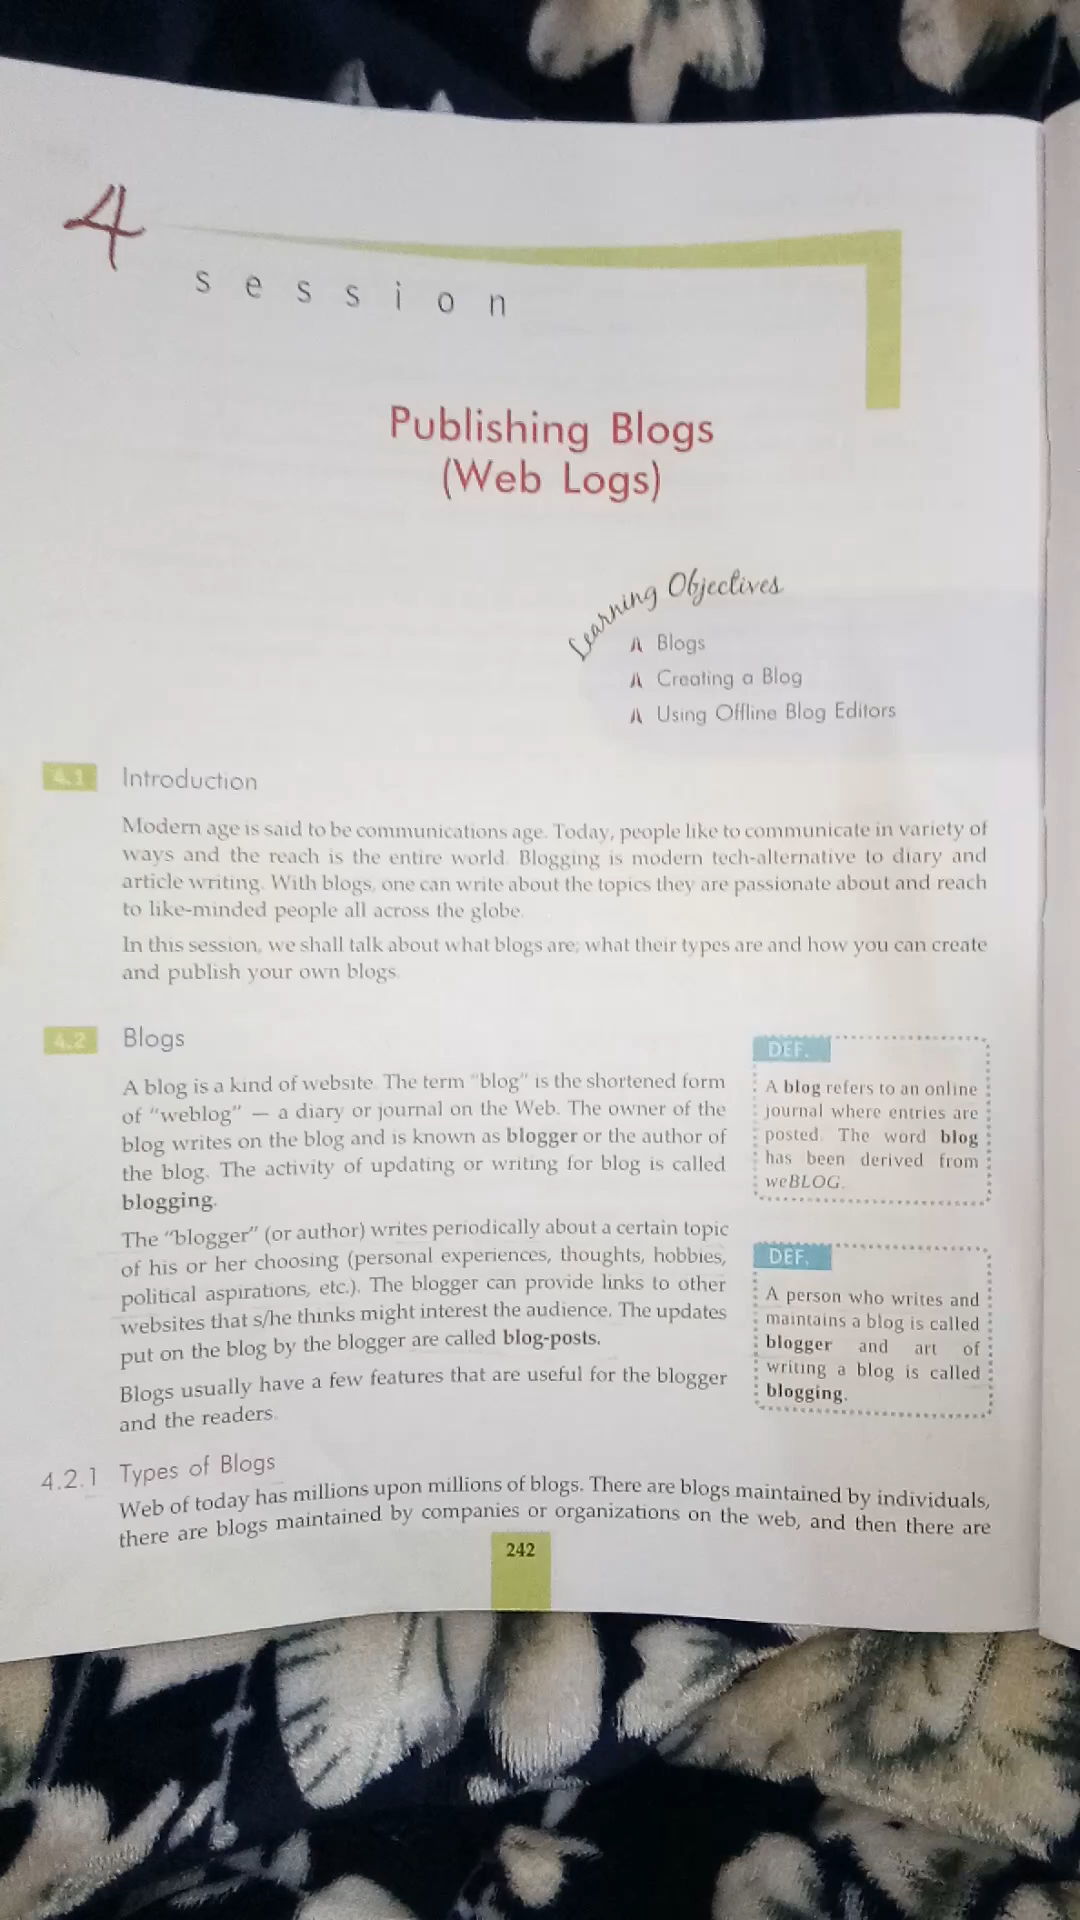 4
session
Publishing Blogs
(Web Logs)
Learning Objectives
Blogs
Creating a Blog
Using Offline Blog Editors
4.1 Introduction
Modern age is said to be communications age. Today, people like to communicate in variety of
ways and the reach is the entire world. Blogging is modern tech-alternative to diary and
article writing. With blogs, one can write about the topics they are passionate about and reach
to like-minded people all across the globe.
In this session, we shall talk about what blogs are; what their types are and how you can create
and publish your own blogs.
4.2 Blogs
A blog is a kind of website. The term "blog" is the shortened form
of "weblog" — a diary or journal on the Web. The owner of the
blog writes on the blog and is known as blogger or the author of
the blog. The activity of updating or writing for blog is called
blogging.
The "blogger" (or author) writes periodically about a certain topic
of his or her choosing (personal experiences, thoughts, hobbies,
political aspirations, etc.). The blogger can provide links to other
websites that s/he thinks might interest the audience. The updates
put on the blog by the blogger are called blog-posts.
Blogs usually have a few features that are useful for the blogger
and the readers.
DEF.
A blog refers to an online
journal where entries are
posted. The word blog
has been derived from
weBLOG.
DEF.
A person who writes and
maintains a blog is called
blogger and art of
writing a blog is called
blogging.
4.2.1 Types of Blogs
Web of today has millions upon millions of blogs. There are blogs maintained by individuals,
there are blogs maintained by companies or organizations on the web, and then there are
242